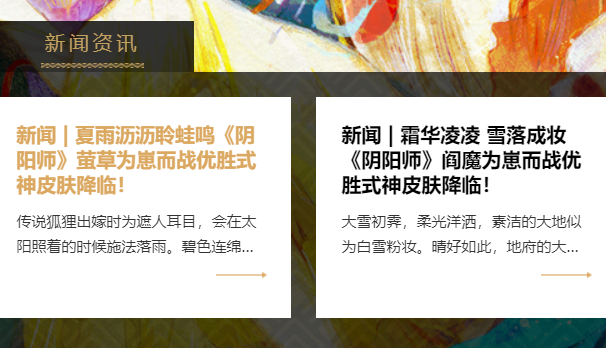 新闻资讯
新闻 | 夏雨沥沥聆蛙鸣《阴
阳师》萤草为崽而战优胜式
神皮肤降临！
传说狐狸出嫁时为遮人耳目，会在太
阳照着的时候施法落雨。碧色连绵...
新闻 | 霜华凌凌 雪落成妆
《阴阳师》阎魔为崽而战优
胜式神皮肤降临！
大雪初霁，柔光洋洒，素洁的大地似
为白雪粉妆。晴好如此，地府的大...